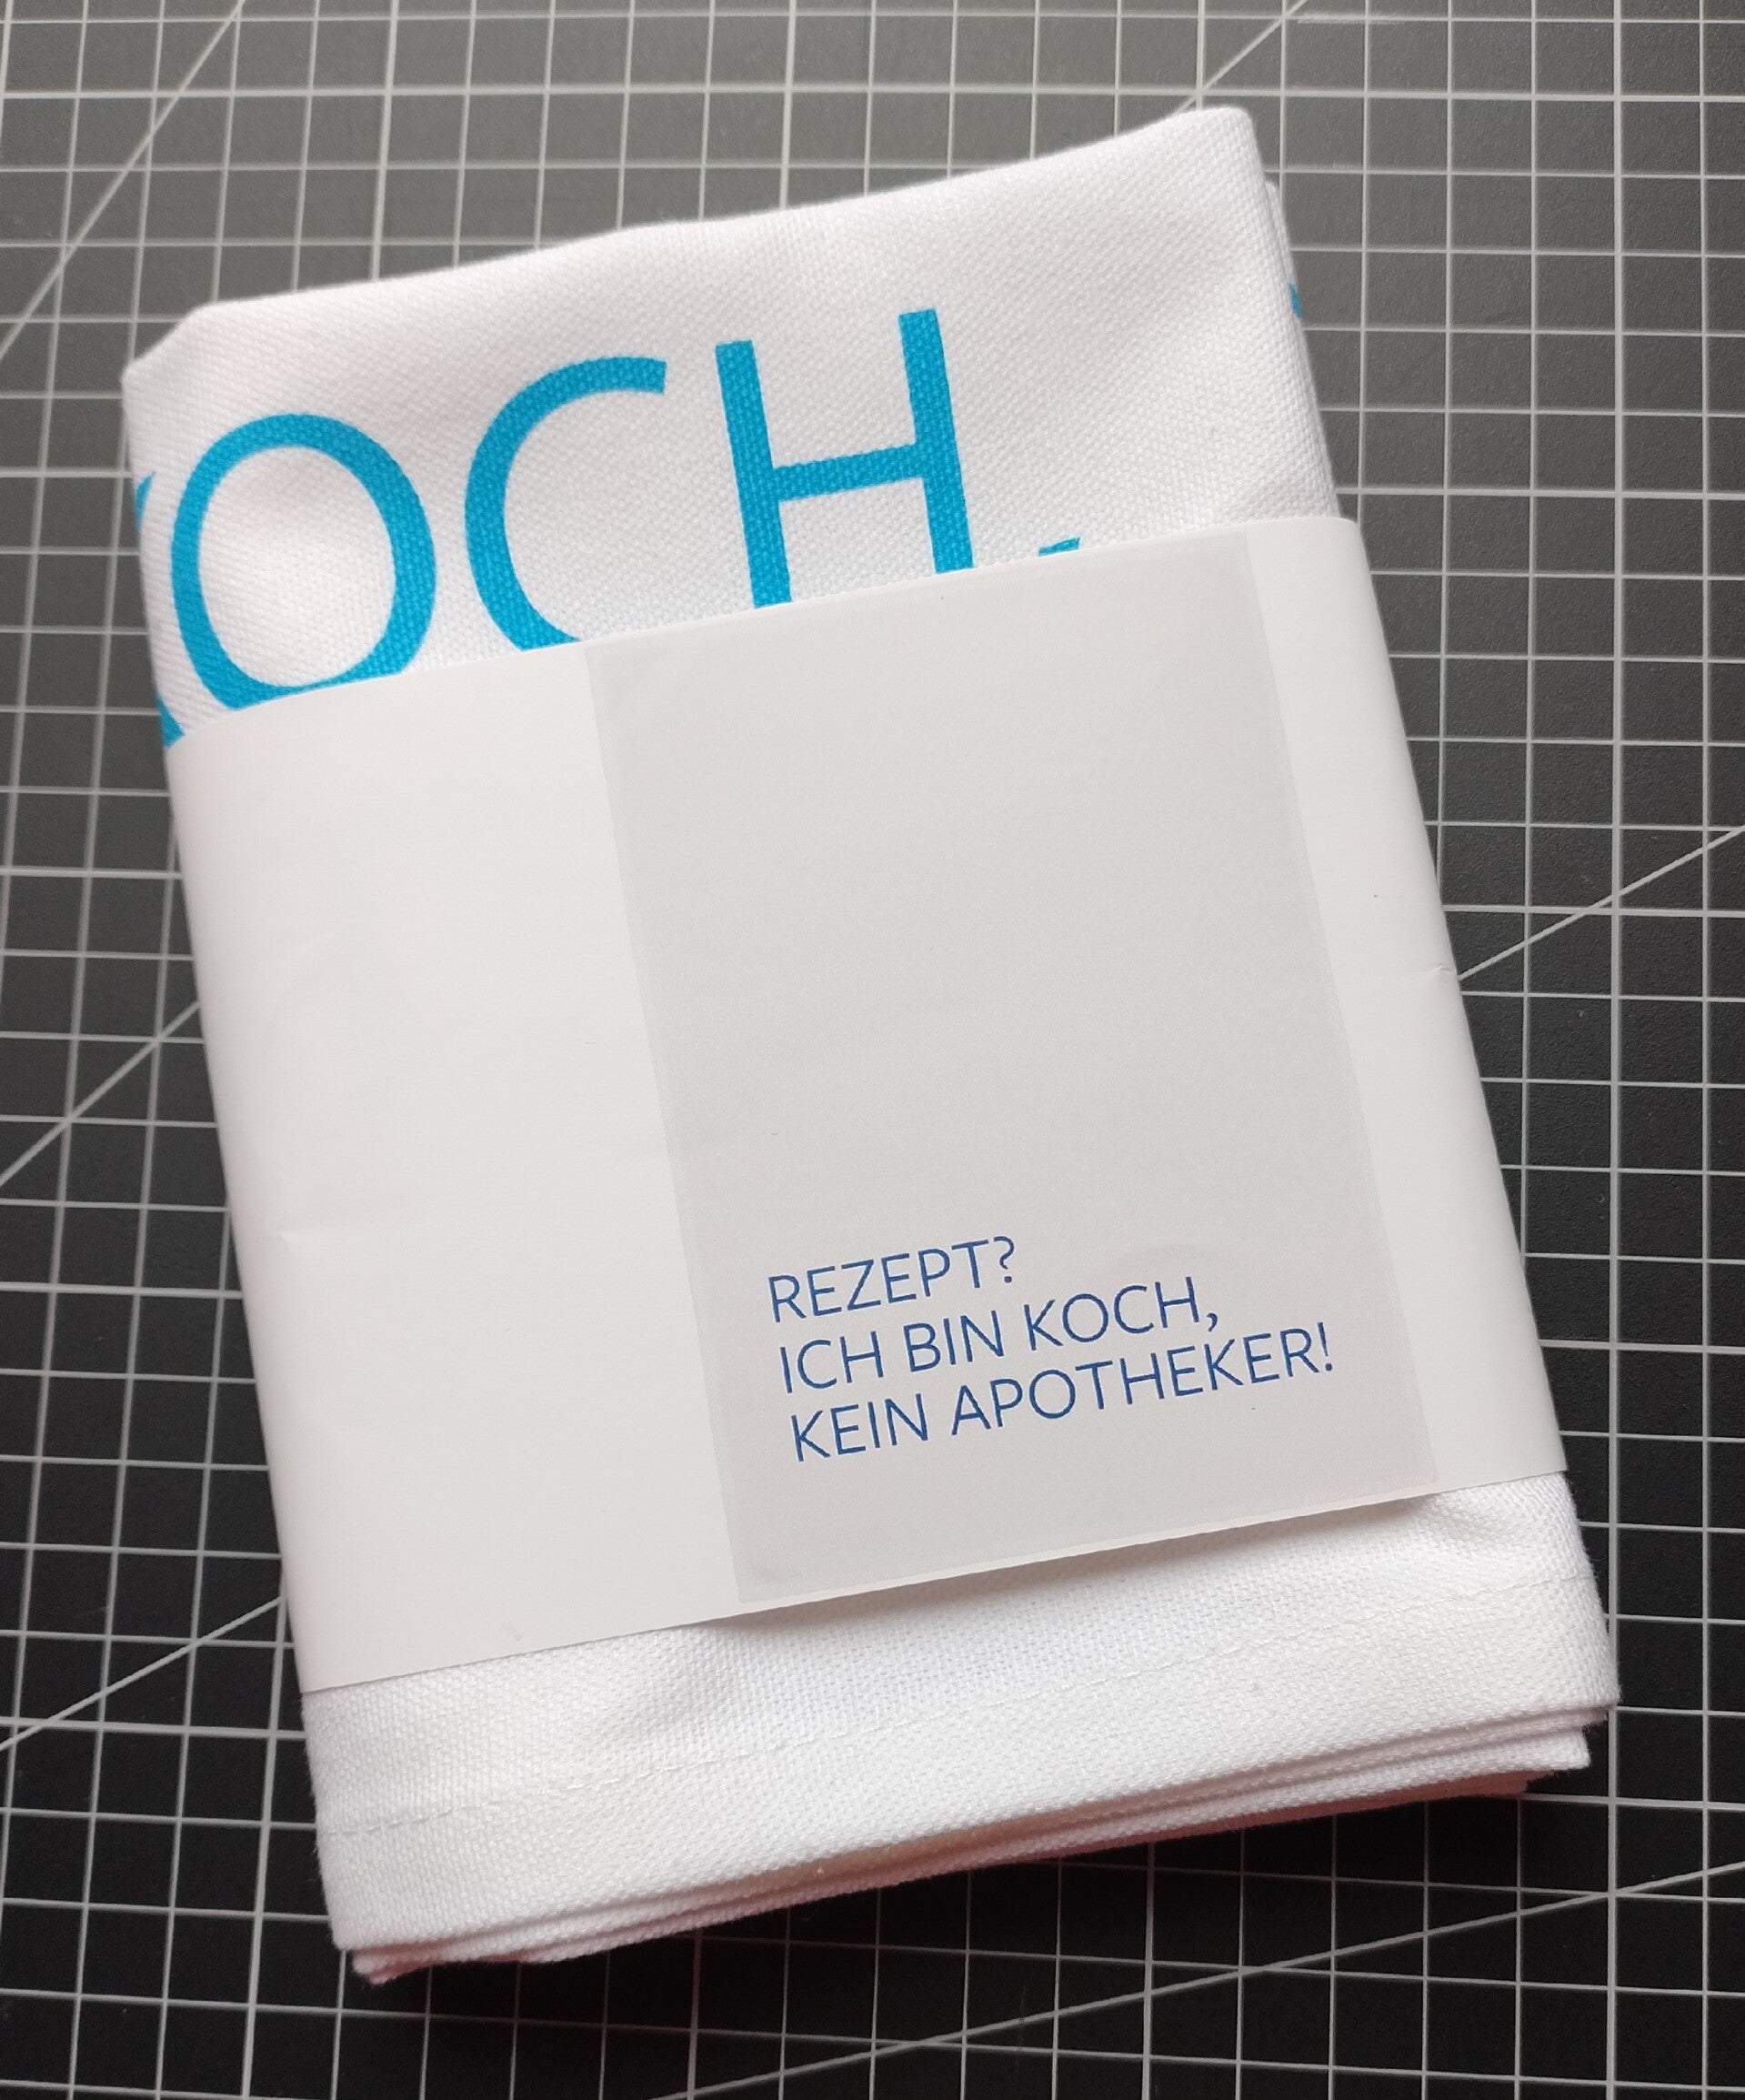 KOCH,
REZEPT?
ICH BIN KOCH,
KEIN APOTHEKER!